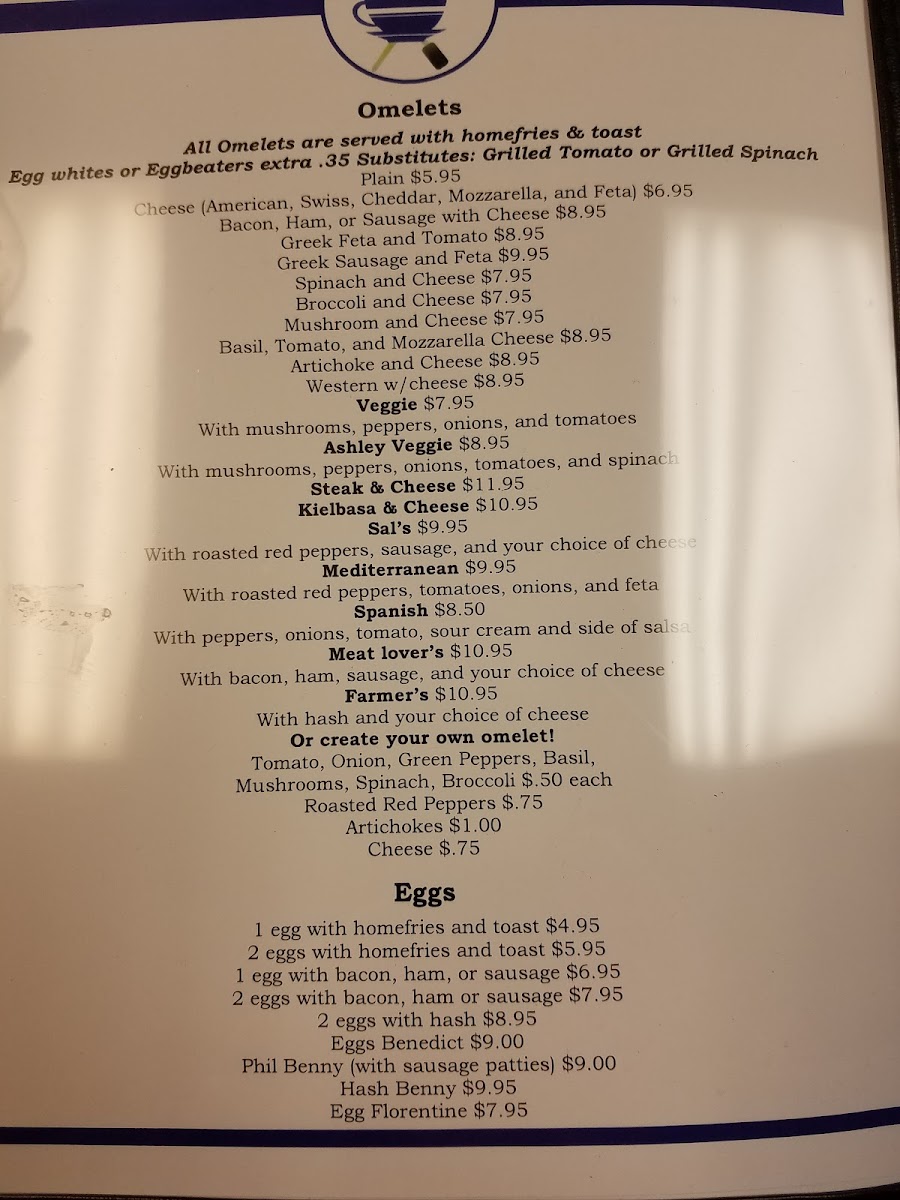 Omelets
All Omelets are served with homefries & toast
Egg whites or Eggbeaters extra .35 Substitutes: Grilled Tomato or Grilled Spinach
Plain $5.95
Cheese (American, Swiss, Cheddar, Mozzarella, and Feta) $6.95
Bacon, Ham, or Sausage with Cheese $8.95
Greek Feta and Tomato $8.95
Greek Sausage and Feta $9.95
Spinach and Cheese $7.95
Broccoli and Cheese $7.95
Mushroom and Cheese $7.95
Basil, Tomato, and Mozzarella Cheese $8.95
Artichoke and Cheese $8.95
Western w/cheese $8.95
Veggie $7.95
With mushrooms, peppers, onions, and tomatoes
Ashley Veggie $8.95
With mushrooms, peppers, onions, tomatoes, and spinach
Steak & Cheese $11.95
Kielbasa & Cheese $10.95
Sal's $9.95
With roasted red peppers, sausage, and your choice of cheese
Mediterranean $9.95
With roasted red peppers, tomatoes, onions, and feta
Spanish $8.50
With peppers, onions, tomato, sour cream and side of salsa
Meat lover's $10.95
With bacon, ham, sausage, and your choice of cheese
Farmer's $10.95
With hash and your choice of cheese
Or create your own omelet!
Tomato, Onion, Green Peppers, Basil,
Mushrooms, Spinach, Broccoli $.50 each
Roasted Red Peppers $.75
Artichokes $1.00
Cheese $.75
Eggs
1 egg with homefries and toast $4.95
2 eggs with homefries and toast $5.95
1 egg with bacon, ham, or sausage $6.95
2 eggs with bacon, ham or sausage $7.95
2 eggs with hash $8.95
Eggs Benedict $9.00
Phil Benny (with sausage patties) $9.00
Hash Benny $9.95
Egg Florentine $7.95